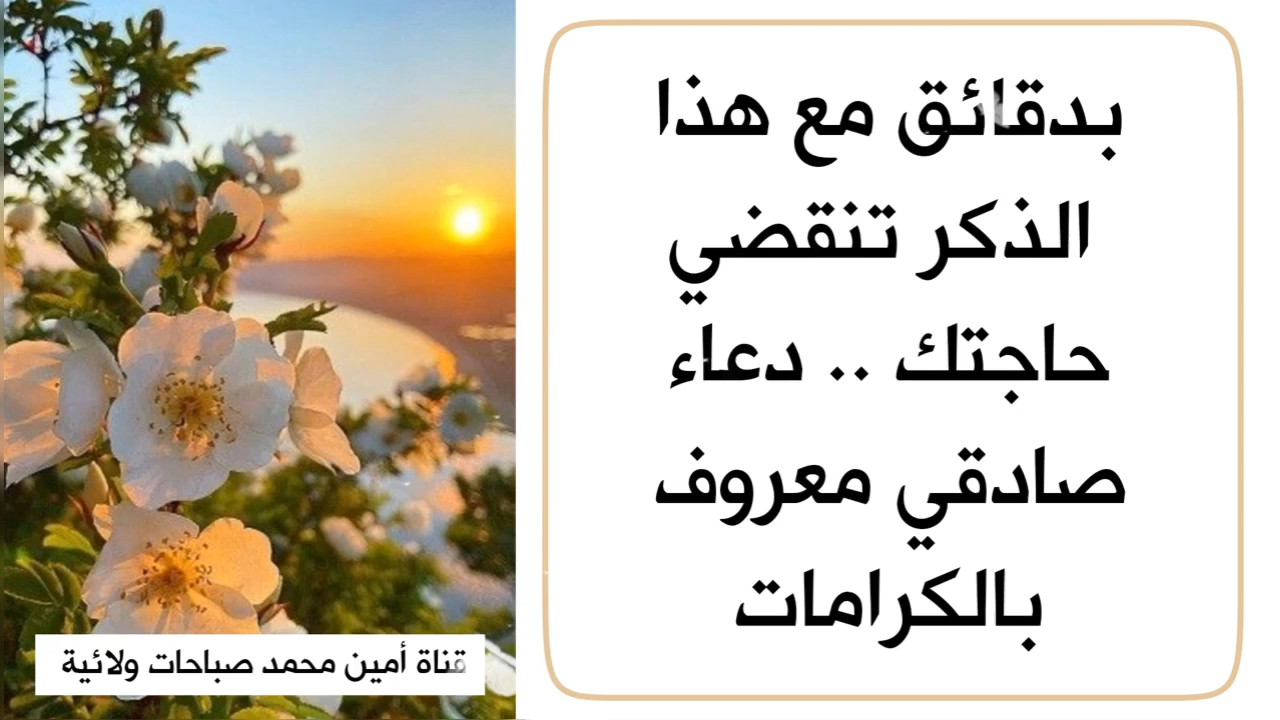 بدقائق مع هذا
الذكر تنقضي
حاجتك .. دعاء
صادقي معروف
بالكرامات
قناة أمين محمد صباحات ولائية